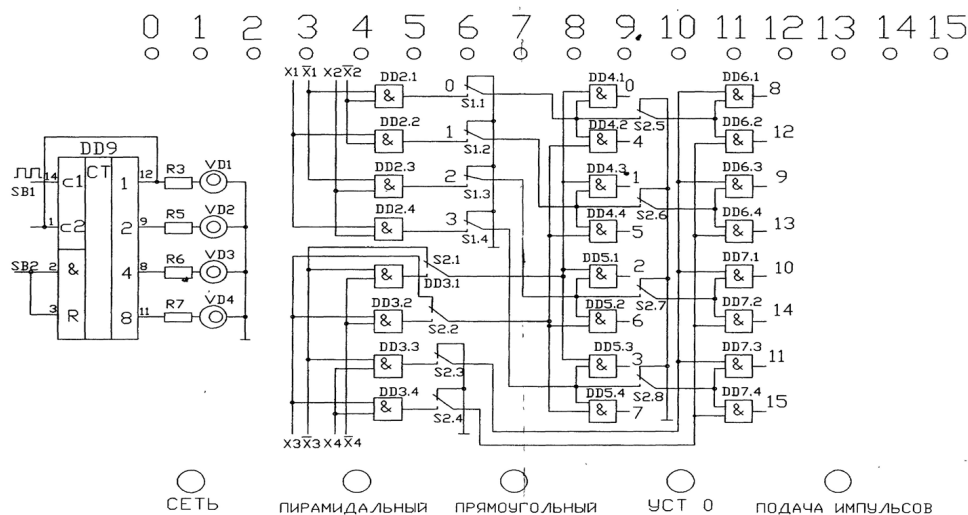 0 1 2 3 4 5 6 7 8 9 10 11 12 13 14 15
X1 X̅1 X2 X̅2
DD2.1 & 0 S1.1
DD2.2 & 1 S1.2
DD2.3 & 2 S1.3
DD2.4 & 3 S1.4
S2.1
& DD3.1
DD3.2 & S2.2
DD3.3 & S2.3
DD3.4 & S2.4
X3 X̅3 X4 X̅4
DD4.1 & 0
DD4.2 & 4 S2.5
DD4.3 & 1
DD4.4 & 5 S2.6
DD5.1 & 2
DD5.2 & 6 S2.7
DD5.3 & 3
DD5.4 & 7 S2.8
DD6.1 & 8
DD6.2 & 12
DD6.3 & 9
DD6.4 & 13
DD7.1 & 10
DD7.2 & 14
DD7.3 & 11
DD7.4 & 15
DD9
SB1 14 C1 CT 1 12 R3 VD1
1 C2 2 9 R5 VD2
SB2 2 & 4 8 R6 VD3
3 R 8 11 R7 VD4
СЕТЬ ПИРАМИДАЛЬНЫЙ ПРЯМОУГОЛЬНЫЙ УСТ 0 ПОДАЧА ИМПУЛЬСОВ